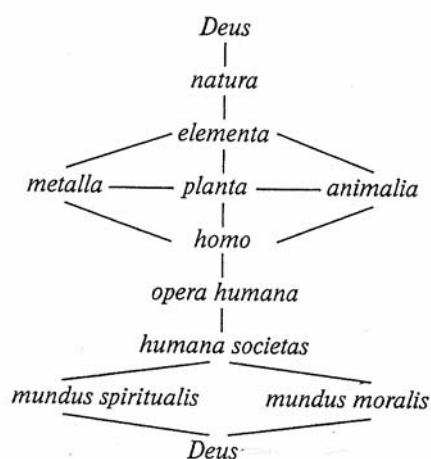 Deus
natura
elementa
metalla planta animalia
homo
opera humana
humana societas
mundus spiritualis mundus moralis
Deus